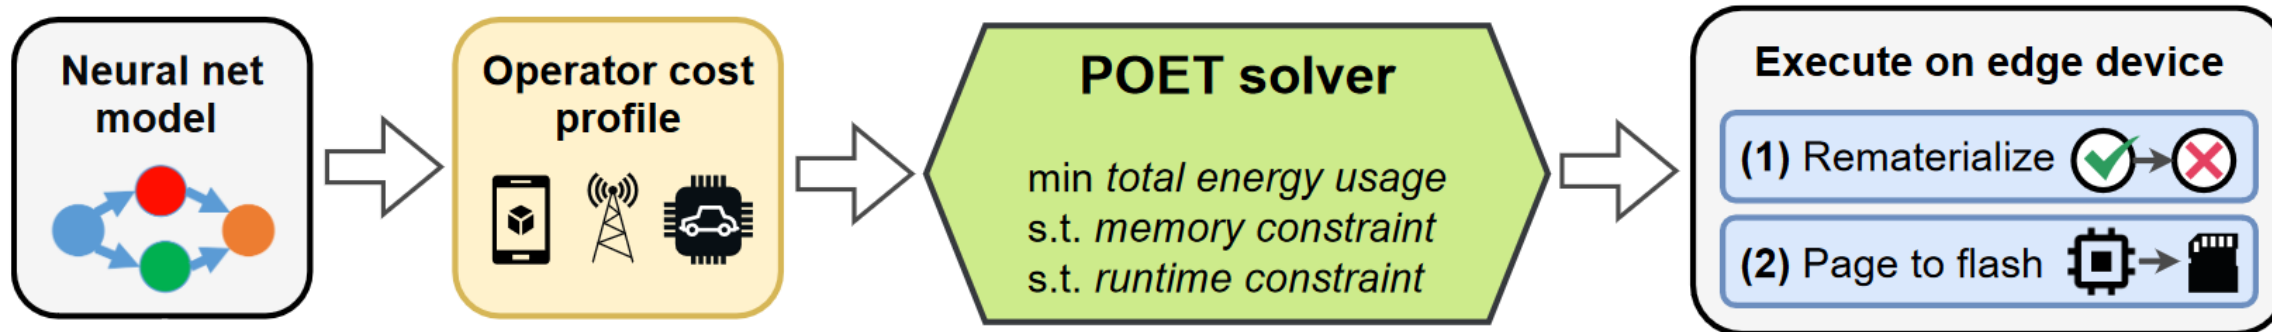 Neural net
model
Operator cost
profile
POET solver
min total energy usage
s.t. memory constraint
s.t. runtime constraint
Execute on edge device
(1) Rematerialize
(2) Page to flash